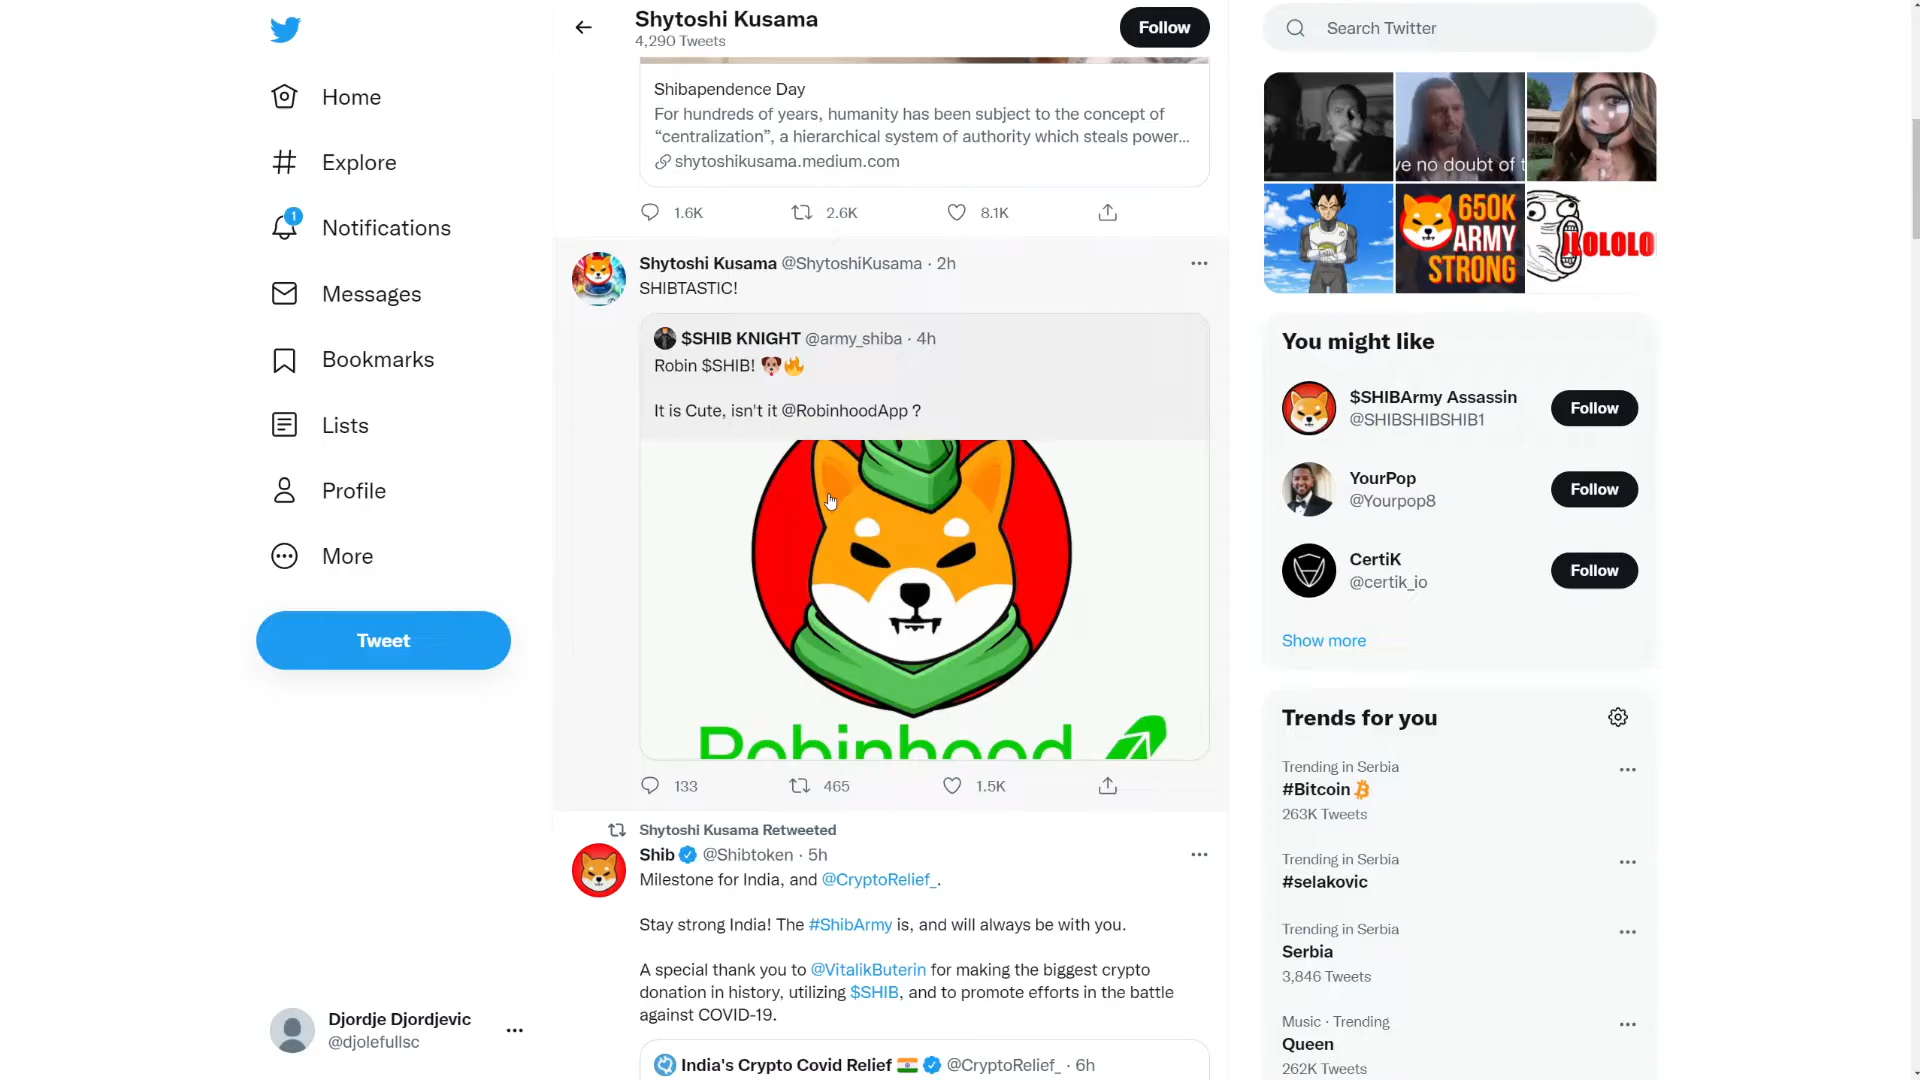 Home
Explore
1
Notifications
Messages
Bookmarks
Lists
Profile
More
Tweet
Djordje Djordjevic
@djolefullsc
Shytoshi Kusama
4,290 Tweets
Follow
Shibapendence Day
For hundreds of years, humanity has been subject to the concept of
“centralization”, a hierarchical system of authority which steals power...
shytoshikusama.medium.com
1.6K 2.6K 8.1K
Shytoshi Kusama @ShytoshiKusama · 2h
SHIBTASTIC!
$SHIB KNIGHT @army_shiba · 4h
Robin $SHIB! 🐶🔥
It is Cute, isn't it @RobinhoodApp ?
Robinhood
133 465 1.5K
Shytoshi Kusama Retweeted
Shib @Shibtoken · 5h
Milestone for India, and @CryptoRelief_.
Stay strong India! The #ShibArmy is, and will always be with you.
A special thank you to @VitalikButerin for making the biggest crypto
donation in history, utilizing $SHIB, and to promote efforts in the battle
against COVID-19.
India's Crypto Covid Relief 🇮🇳 @CryptoRelief_ · 6h
Search Twitter
ve no doubt of t
650K
ARMY
STRONG
LOLOLO
You might like
$SHIBArmy Assassin
@SHIBSHIBSHIB1
Follow
YourPop
@Yourpop8
Follow
CertiK
@certik_io
Follow
Show more
Trends for you
Trending in Serbia
#Bitcoin
263K Tweets
Trending in Serbia
#selakovic
Trending in Serbia
Serbia
3,846 Tweets
Music · Trending
Queen
262K Tweets